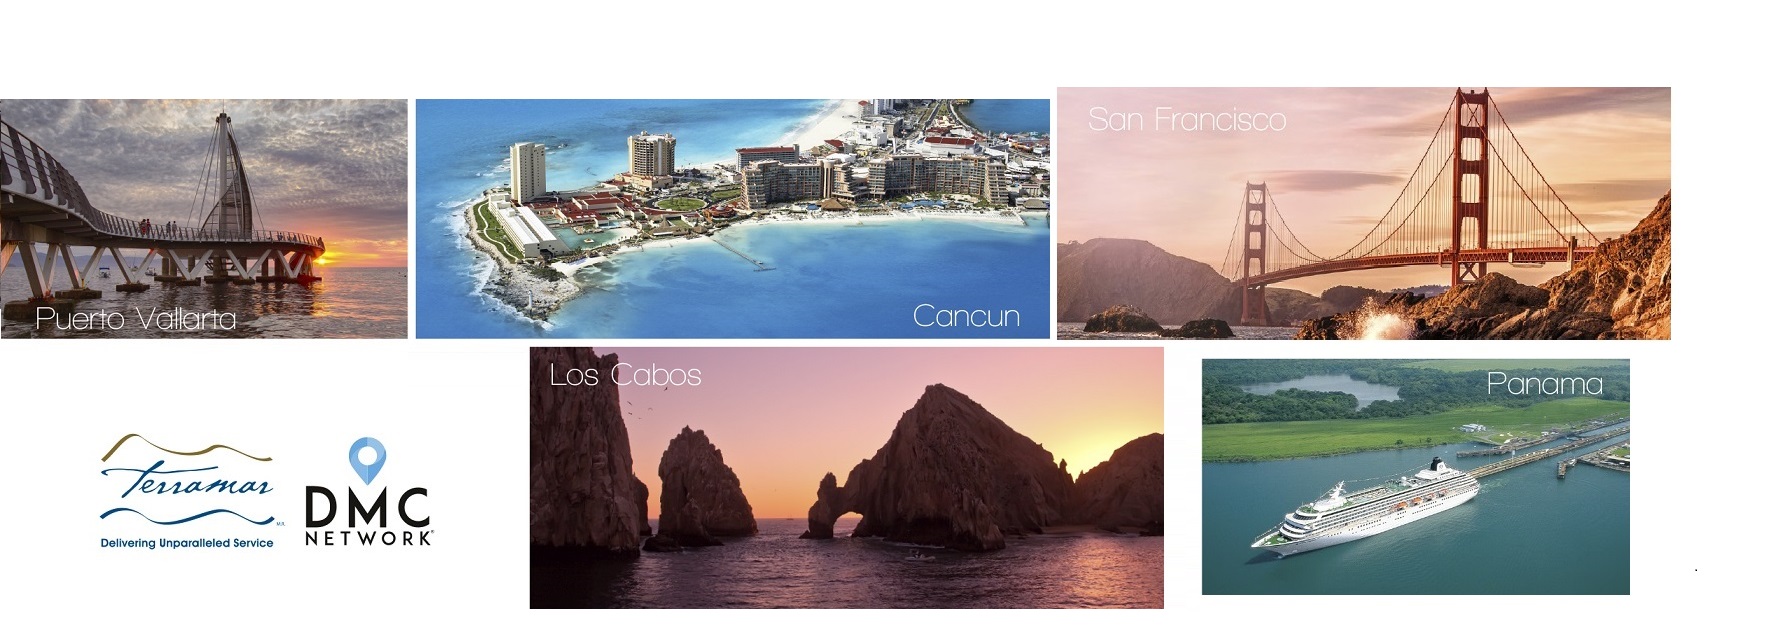 San Francisco
Puerto Vallarta
Cancun
Los Cabos
Panama
Terramar
M.R.
Delivering Unparalleled Service
DMC
NETWORK®